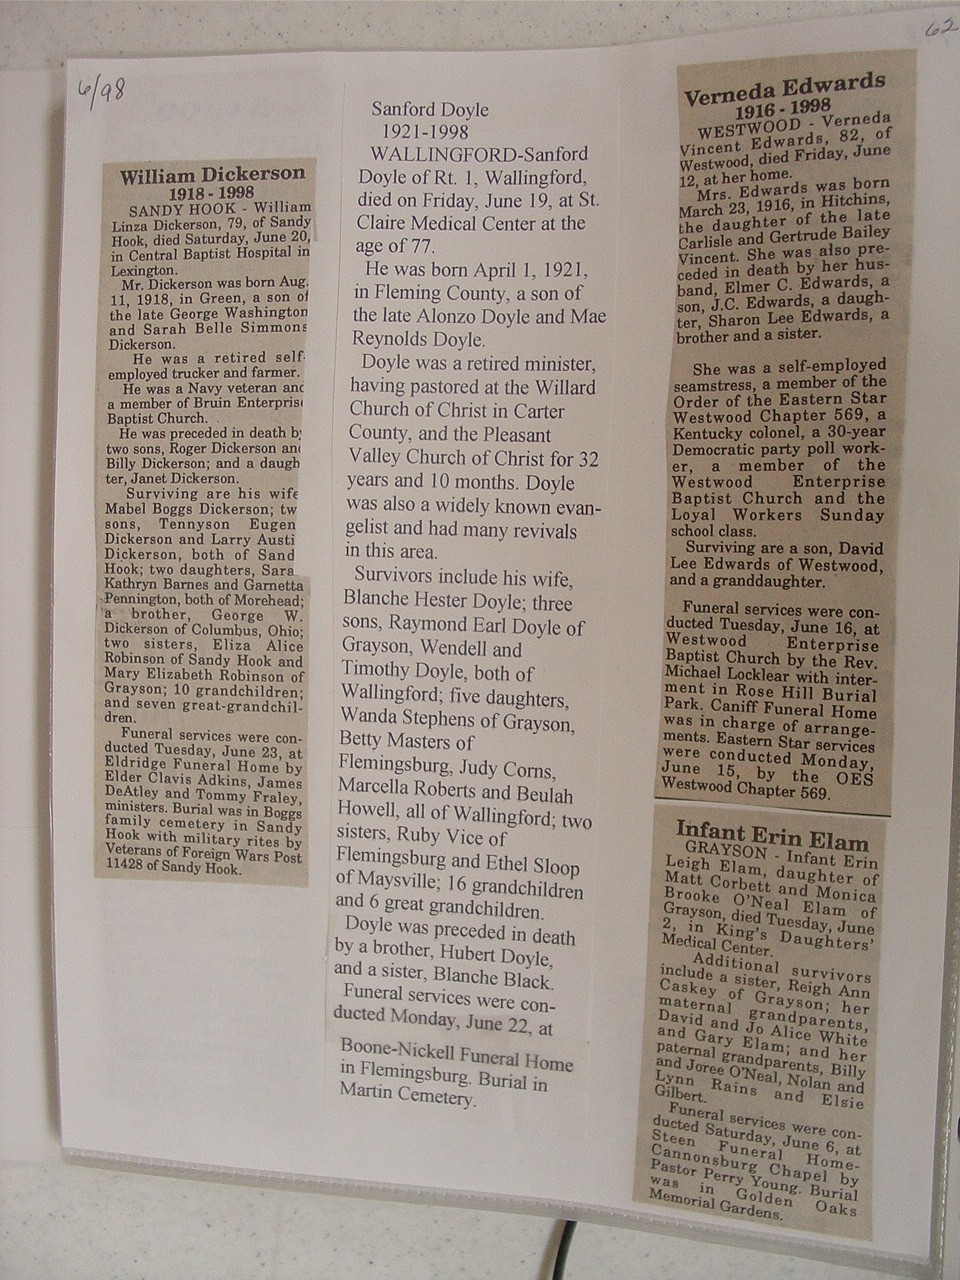 6/98
62
William Dickerson
1918 - 1998
SANDY HOOK - William
Linza Dickerson, 79, of Sandy
Hook, died Saturday, June 20,
in Central Baptist Hospital in
Lexington.
Mr. Dickerson was born Aug.
11, 1918, in Green, a son of
the late George Washington
and Sarah Belle Simmons
Dickerson.
He was a retired self-
employed trucker and farmer.
He was a Navy veteran and
a member of Bruin Enterprise
Baptist Church.
He was preceded in death by
two sons, Roger Dickerson and
Billy Dickerson; and a daugh
ter, Janet Dickerson.
Surviving are his wife
Mabel Boggs Dickerson; tw
sons, Tennyson Eugen
Dickerson and Larry Austi
Dickerson, both of Sand
Hook; two daughters, Sara
Kathryn Barnes and Garnetta
Pennington, both of Morehead;
a brother, George W.
Dickerson of Columbus, Ohio;
two sisters, Eliza Alice
Robinson of Sandy Hook and
Mary Elizabeth Robinson of
Grayson; 10 grandchildren;
and seven great-grandchil-
dren.
Funeral services were con-
ducted Tuesday, June 23, at
Eldridge Funeral Home by
Elder Clavis Adkins, James
DeAtley and Tommy Fraley,
ministers. Burial was in Boggs
family cemetery in Sandy
Hook with military rites by
Veterans of Foreign Wars Post
11428 of Sandy Hook.
Sanford Doyle
1921-1998
WALLINGFORD-Sanford
Doyle of Rt. 1, Wallingford,
died on Friday, June 19, at St.
Claire Medical Center at the
age of 77.
He was born April 1, 1921,
in Fleming County, a son of
the late Alonzo Doyle and Mae
Reynolds Doyle.
Doyle was a retired minister,
having pastored at the Willard
Church of Christ in Carter
County, and the Pleasant
Valley Church of Christ for 32
years and 10 months. Doyle
was also a widely known evan-
gelist and had many revivals
in this area.
Survivors include his wife,
Blanche Hester Doyle; three
sons, Raymond Earl Doyle of
Grayson, Wendell and
Timothy Doyle, both of
Wallingford; five daughters,
Wanda Stephens of Grayson,
Betty Masters of
Flemingsburg, Judy Corns,
Marcella Roberts and Beulah
Howell, all of Wallingford; two
sisters, Ruby Vice of
Flemingsburg and Ethel Sloop
of Maysville; 16 grandchildren
and 6 great grandchildren.
Doyle was preceded in death
by a brother, Hubert Doyle,
and a sister, Blanche Black.
Funeral services were con-
ducted Monday, June 22, at
Boone-Nickell Funeral Home
in Flemingsburg. Burial in
Martin Cemetery.
Verneda Edwards
1916 - 1998
WESTWOOD - Verneda
Vincent Edwards, 82, of
Westwood, died Friday, June
12, at her home.
Mrs. Edwards was born
March 23, 1916, in Hitchins,
the daughter of the late
Carlisle and Gertrude Bailey
Vincent. She was also pre-
ceded in death by her hus-
band, Elmer C. Edwards, a
son, J.C. Edwards, a daugh-
ter, Sharon Lee Edwards, a
brother and a sister.
She was a self-employed
seamstress, a member of the
Order of the Eastern Star
Westwood Chapter 569, a
Kentucky colonel, a 30-year
Democratic party poll work-
er, a member of the
Westwood Enterprise
Baptist Church and the
Loyal Workers Sunday
school class.
Surviving are a son, David
Lee Edwards of Westwood,
and a granddaughter.
Funeral services were con-
ducted Tuesday, June 16, at
Westwood Enterprise
Baptist Church by the Rev.
Michael Locklear with inter-
ment in Rose Hill Burial
Park. Caniff Funeral Home
was in charge of arrange-
ments. Eastern Star services
were conducted Monday,
June 15, by the OES
Westwood Chapter 569.
Infant Erin Elam
GRAYSON - Infant Erin
Leigh Elam, daughter of
Matt Corbett and Monica
Brooke O'Neal Elam of
Grayson, died Tuesday, June
2, in King's Daughters'
Medical Center.
Additional survivors
include a sister, Reigh Ann
Caskey of Grayson; her
maternal grandparents,
David and Jo Alice White
and Gary Elam; and her
paternal grandparents, Billy
and Joree O'Neal, Nolan and
Lynn Rains and Elsie
Gilbert.
Funeral services were con-
ducted Saturday, June 6, at
Steen Funeral Home-
Cannonsburg Chapel by
Pastor Perry Young. Burial
was in Golden Oaks
Memorial Gardens.